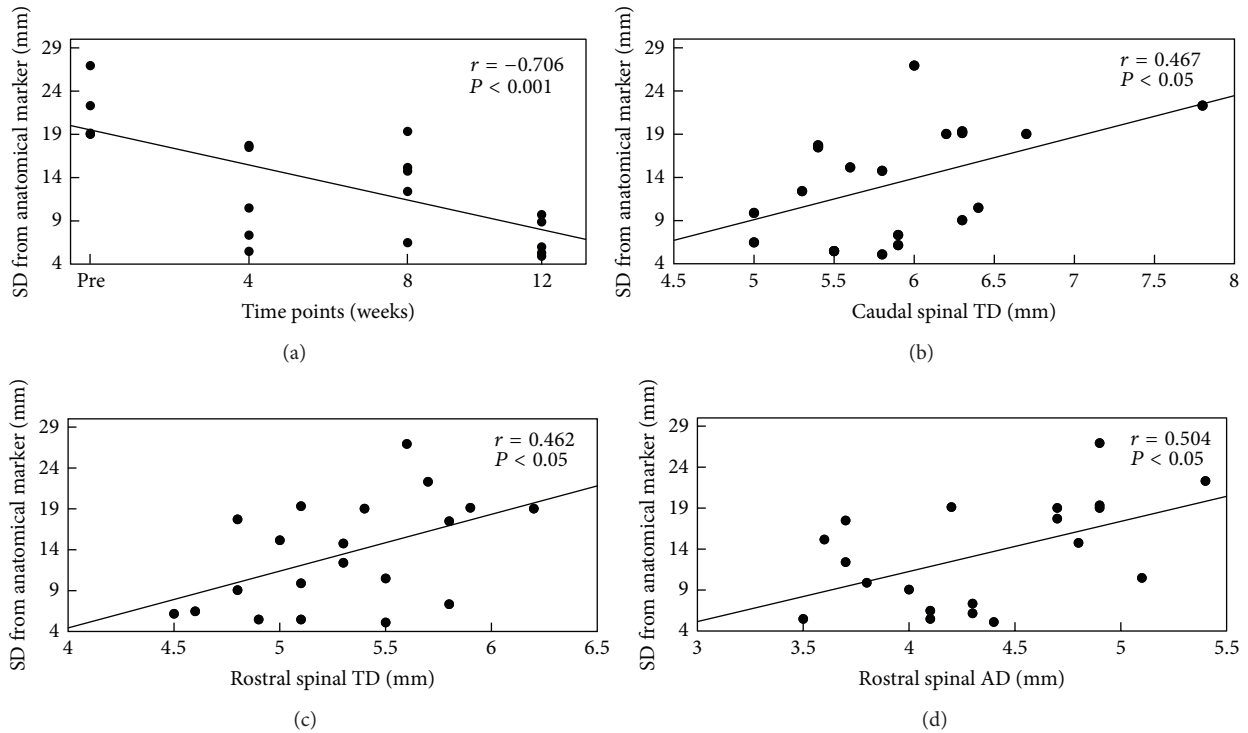 SD from anatomical marker (mm)
29
24
19
14
9
4
r = −0.706
P < 0.001
Pre
4
8
12
Time points (weeks)
(a)
SD from anatomical marker (mm)
29
24
19
14
9
4
r = 0.467
P < 0.05
4.5
5
5.5
6
6.5
7
7.5
8
Caudal spinal TD (mm)
(b)
SD from anatomical marker (mm)
29
24
19
14
9
4
r = 0.462
P < 0.05
4
4.5
5
5.5
6
6.5
Rostral spinal TD (mm)
(c)
SD from anatomical marker (mm)
29
24
19
14
9
4
r = 0.504
P < 0.05
3
3.5
4
4.5
5
5.5
Rostral spinal AD (mm)
(d)